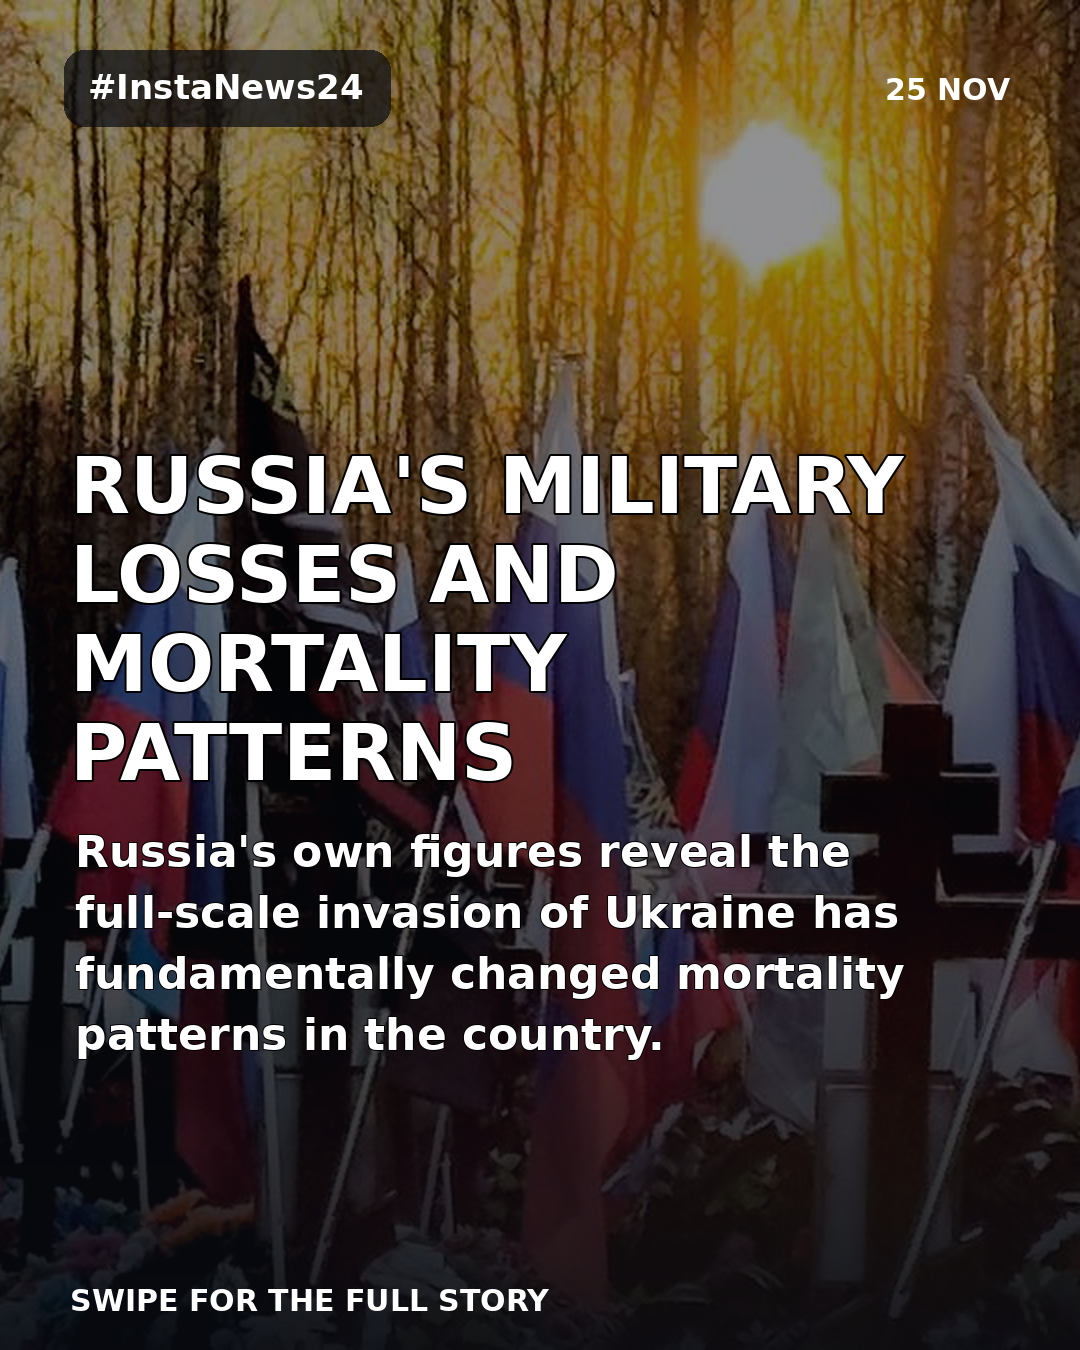 #InstaNews24
25 NOV
RUSSIA'S MILITARY
LOSSES AND
MORTALITY
PATTERNS
Russia's own figures reveal the
full-scale invasion of Ukraine has
fundamentally changed mortality
patterns in the country.
SWIPE FOR THE FULL STORY